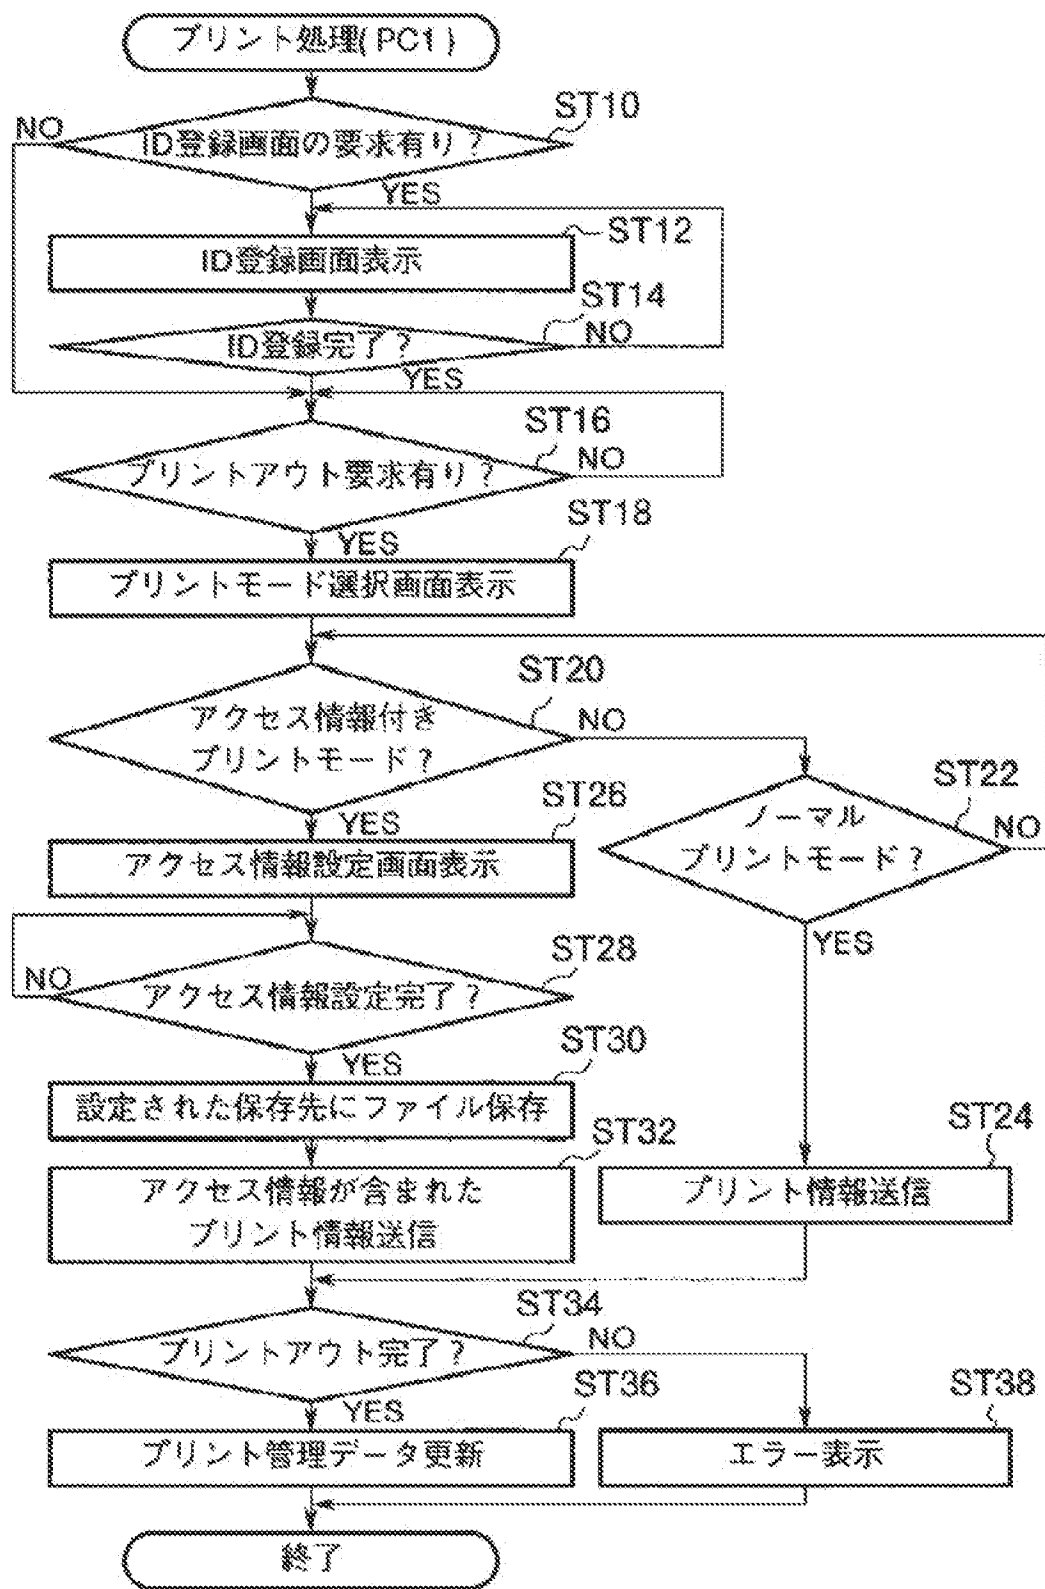 プリント処理(PC1)
ST10
NO
ID登録画面の要求有り?
YES
ST12
ID登録画面表示
ST14
ID登録完了?
NO
YES
ST16
プリントアウト要求有り?
NO
YES
ST18
プリントモード選択画面表示
ST20
アクセス情報付き
プリントモード?
NO
YES
ST22
ノーマル
プリントモード?
NO
YES
ST26
アクセス情報設定画面表示
ST28
NO
アクセス情報設定完了?
YES
ST30
設定された保存先にファイル保存
ST32
アクセス情報が含まれた
プリント情報送信
ST24
プリント情報送信
ST34
プリントアウト完了?
NO
YES
ST36
プリント管理データ更新
ST38
エラー表示
終了